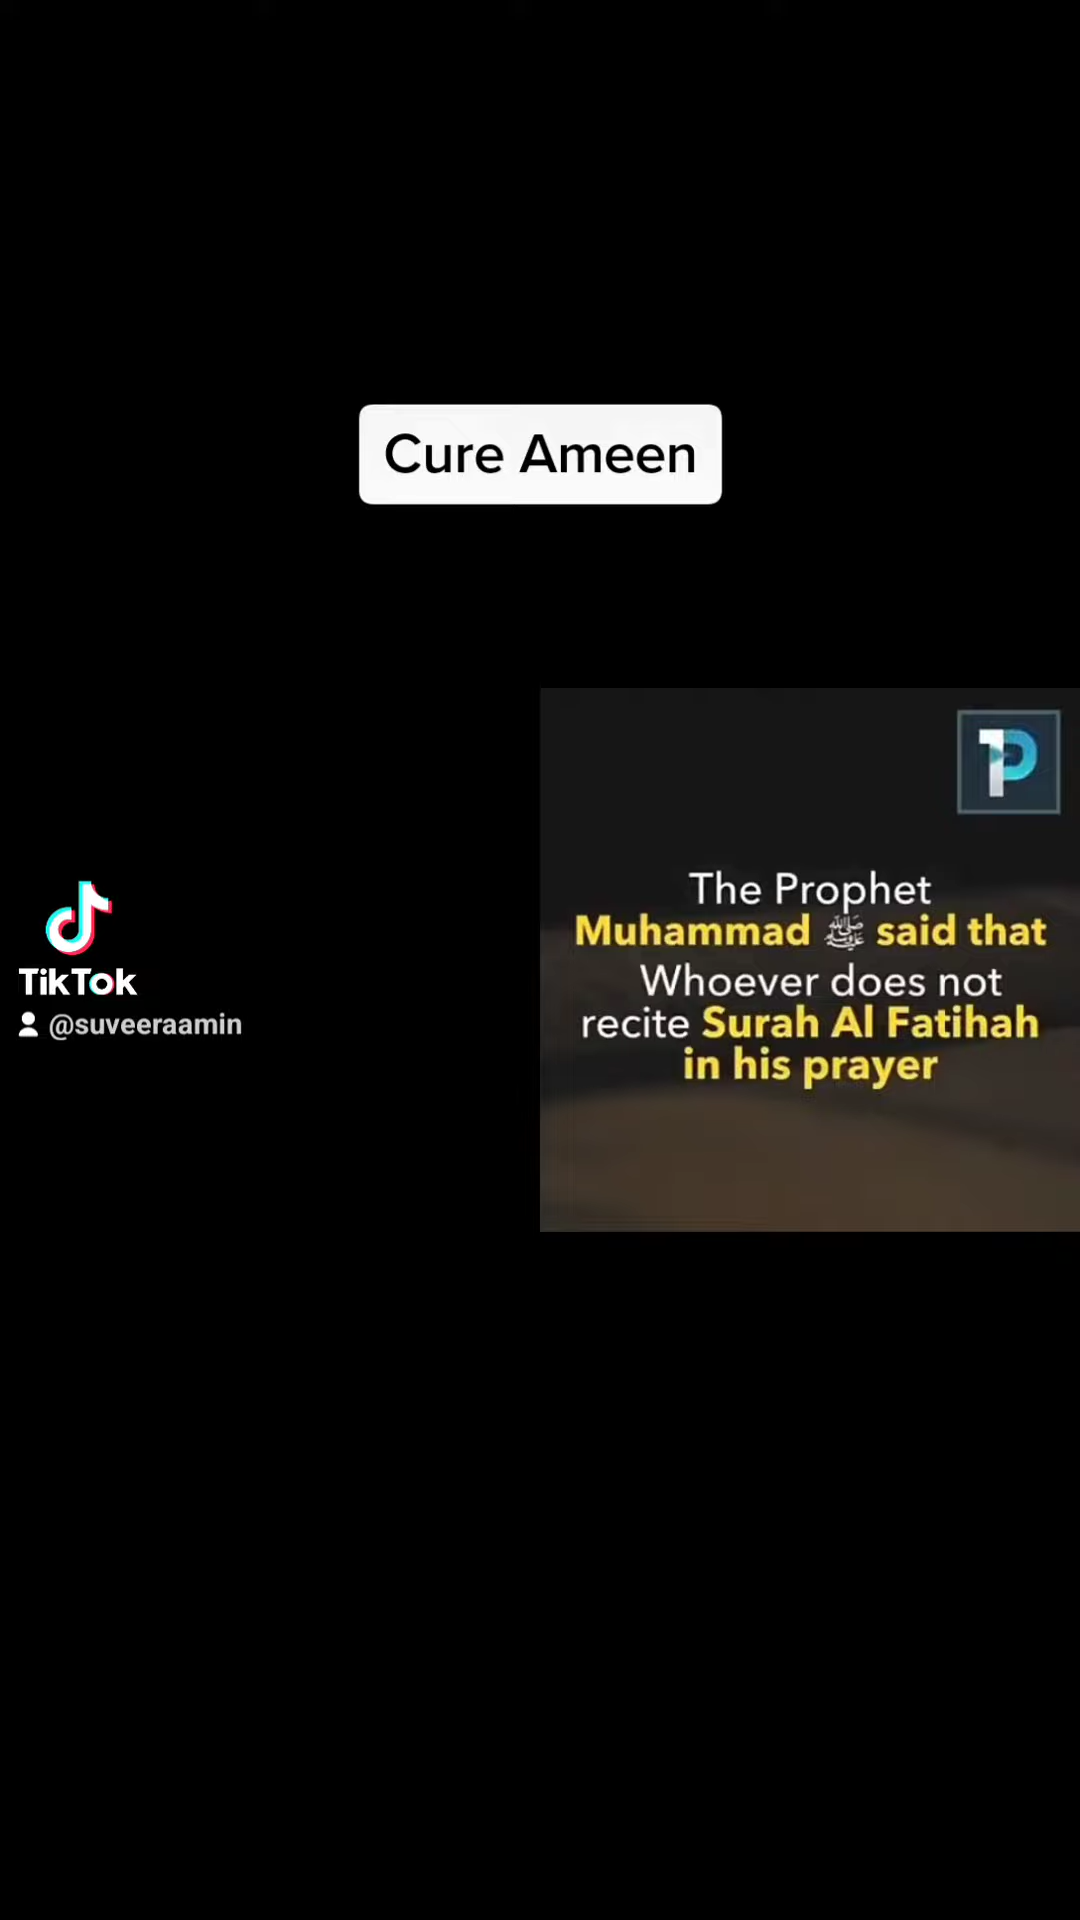 Cure Ameen
TikTok
@suveeraamin
The Prophet
Muhammad ﷺ said that
Whoever does not
recite Surah Al Fatihah
in his prayer